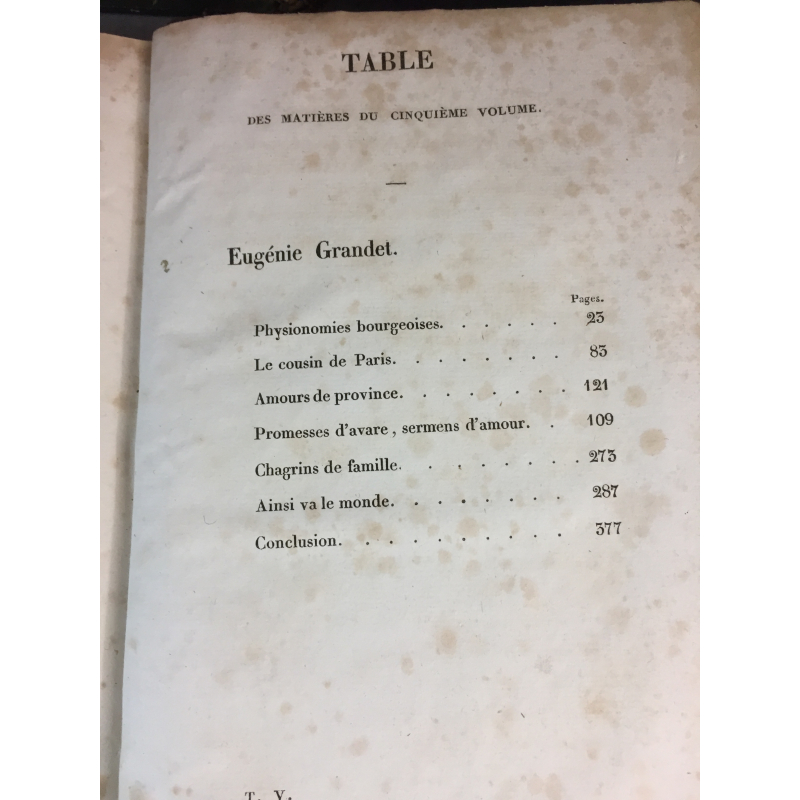 TABLE
DES MATIÈRES DU CINQUIÈME VOLUME.
Eugénie Grandet.
Pages.
Physionomies bourgeoises. . . . . . 23
Le cousin de Paris. . . . . . . . 83
Amours de province. . . . . . . . 121
Promesses d'avare, sermens d'amour. . 109
Chagrins de famille. . . . . . . 273
Ainsi va le monde. . . . . . . . 287
Conclusion. . . . . . . . . . 377
T. V.